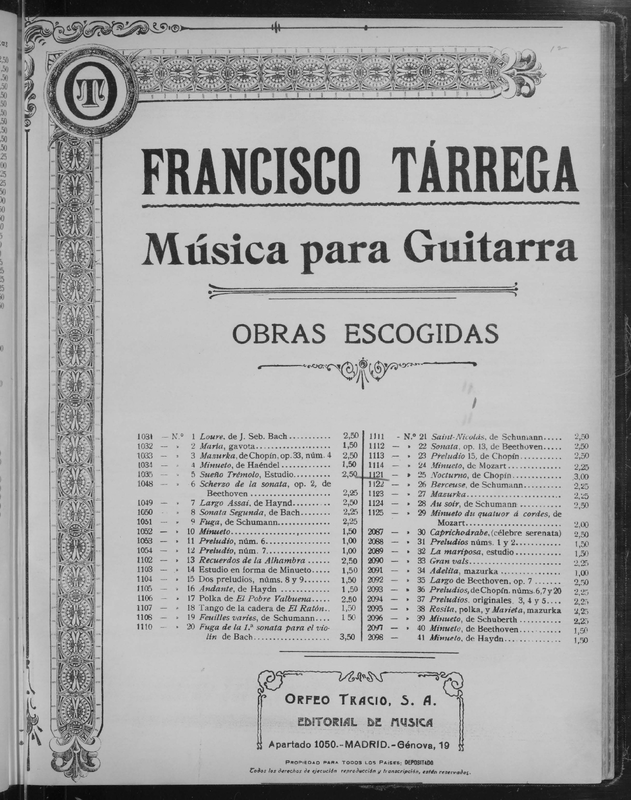 FRANCISCO TÁRREGA
Música para Guitarra
OBRAS ESCOGIDAS
1031 — N.º 1 Loure, de J. Seb. Bach 2,50
1032 — » 2 María, gavota 1,50
1033 — » 3 Mazurka, de Chopín, op. 33, núm. 4 2,50
1034 — » 4 Minueto, de Haëndel 1,50
1035 — » 5 Sueño Trémolo, Estudio 2,50
1048 — » 6 Scherso de la sonata, op. 2, de
Beethoven 2,25
1049 — » 7 Largo Assai, de Haynd 1,50
1050 — » 8 Sonata Segunda, de Bach 2,25
1051 — » 9 Fuga, de Schumann 2,25
1052 — » 10 Minueto 1,50
1053 — » 11 Preludio, núm. 6 1,00
1054 — » 12 Preludio, núm. 7 1,00
1102 — » 13 Recuerdos de la Alhambra 2,50
1103 — » 14 Estudio en forma de Minueto 1,50
1104 — » 15 Dos preludios, núms. 8 y 9 1,50
1105 — » 16 Andante, de Haydn 1,50
1106 — » 17 Polka de El Pobre Valbuena 2,50
1107 — » 18 Tango de la cadera de El Ratón 1,50
1108 — » 19 Feuilles varies, de Schumann 1 50
1110 — » 20 Fuga de la 1.ª sonata para el vio-
lín de Bach 3,50
1111 - N.º 21 Saint-Nicolás, de Schumann 2,50
1112 — » 22 Sonata, op. 13, de Beethoven 2,50
1113 — » 23 Preludio 15, de Chopín 2,50
1114 — » 24 Minueto, de Mozart 2,25
1121 — » 25 Nocturno, de Chopín 3,00
1122 — » 26 Berceuse, de Schumann 2,25
1123 — » 27 Mazurka 2,25
1124 — » 28 Au soir, de Schumann 2,50
1125 — » 29 Minueto du quatuor á cordes, de
Mozart 2,00
2087 — » 30 Caprichoárabe, (célebre serenata) 2,50
2088 — » 31 Preludios núms. 1 y 2 1,50
2089 — » 32 La mariposa, estudio 1,50
2090 — » 33 Gran vals 2,25
2091 — » 34 Adelita, mazurka 1,00
2092 — » 35 Largo de Beethoven, op. 7 2,50
2093 — » 36 Preludios, de Chopín, núms. 6, 7 y 20 2,25
2094 — » 37 Preludios, originales, 3, 4 y 5 2,25
2095 — » 38 Rosita, polka, y Marieta, mazurka 2,25
2096 — » 39 Minueto, de Schuberth 2,25
2097 — » 40 Minueto, de Beethoven 1,50
2098 — » 41 Minueto, de Haydn 1,50
ORFEO TRACIO, S. A.
EDITORIAL DE MUSICA
Apartado 1050.-MADRID.-Génova, 19
PROPIEDAD PARA TODOS LOS PAISES; DEPOSITADO
Todos los derechos de ejecución reproducción y transcripción, están reservados.